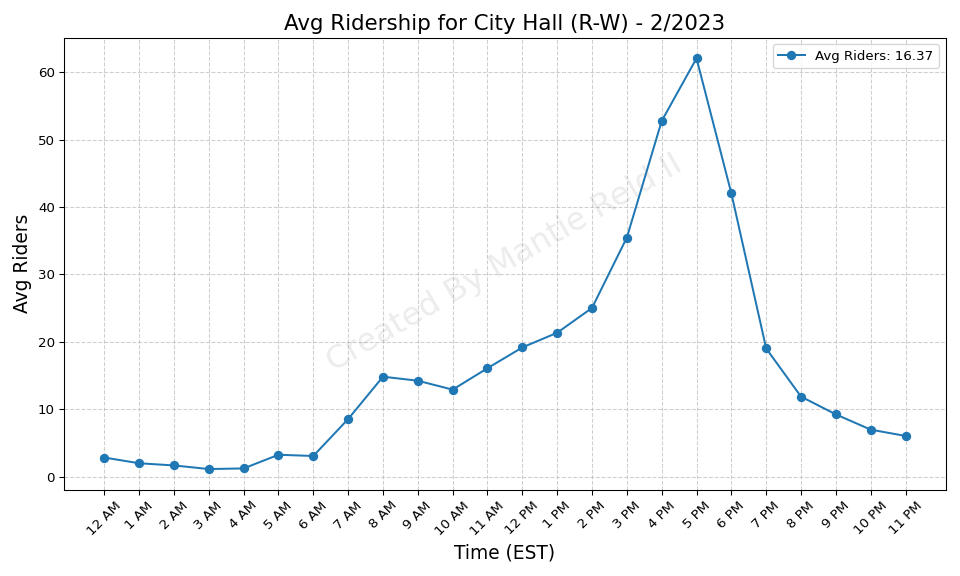 Avg Ridership for City Hall (R-W) - 2/2023
Avg Riders: 16.37
60
50
40
30
20
10
0
Avg Riders
Created By Mantie Reid II
12 AM
1 AM
2 AM
3 AM
4 AM
5 AM
6 AM
7 AM
8 AM
9 AM
10 AM
11 AM
12 PM
1 PM
2 PM
3 PM
4 PM
5 PM
6 PM
7 PM
8 PM
9 PM
10 PM
11 PM
Time (EST)